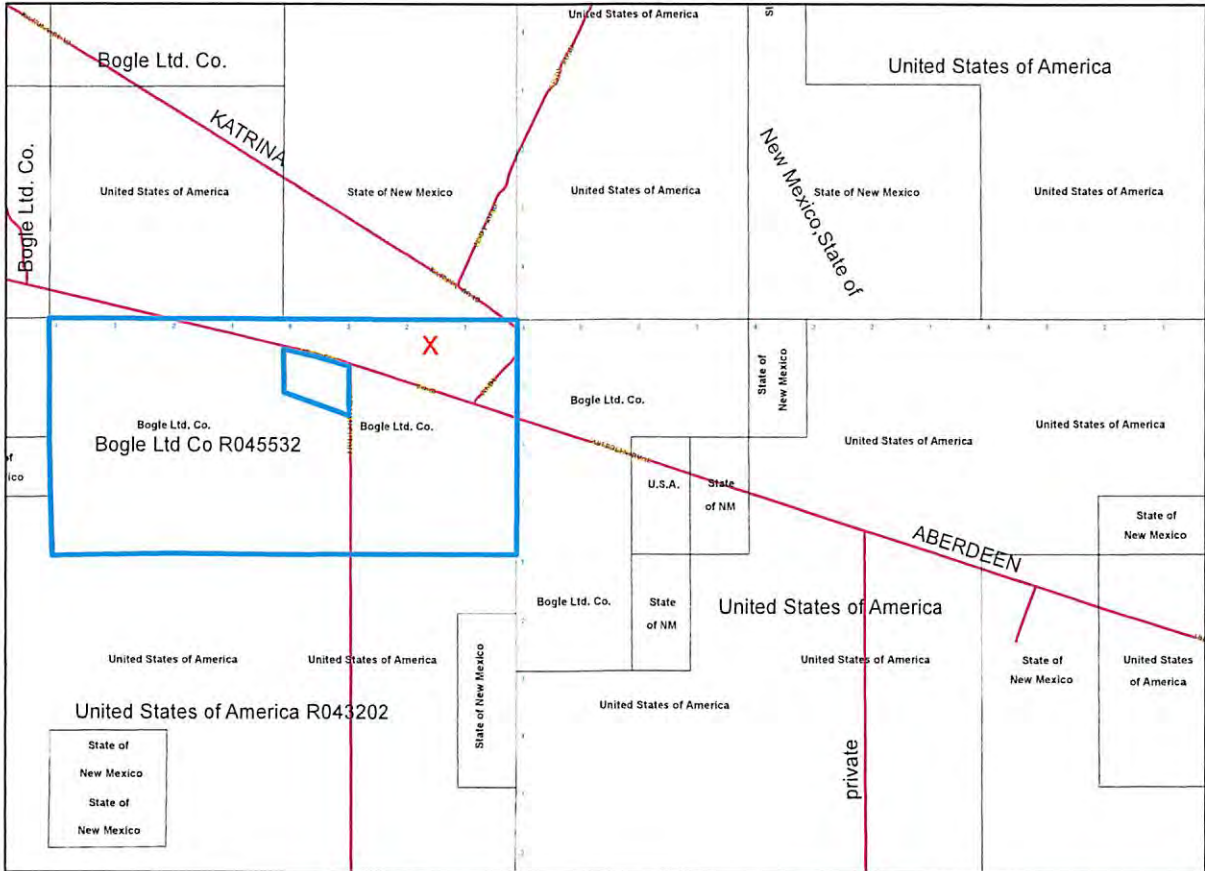 United States of America
Bogle Ltd. Co.
United States of America
KATRINA
Bogle Ltd. Co.
United States of America
State of New Mexico
United States of America
New Mexico,State of
State of New Mexico
United States of America
X
State of
New Mexico
Bogle Ltd. Co.
Bogle Ltd. Co.
Bogle Ltd. Co.
Bogle Ltd Co R045532
United States of America
United States of America
U.S.A.
State
of NM
State of
New Mexico
ABERDEEN
Bogle Ltd. Co.
State
of NM
United States of America
United States of America
United States of America
State of New Mexico
United States of America
State of
New Mexico
United States
of America
United States of America
United States of America R043202
State of
New Mexico
State of
New Mexico
private